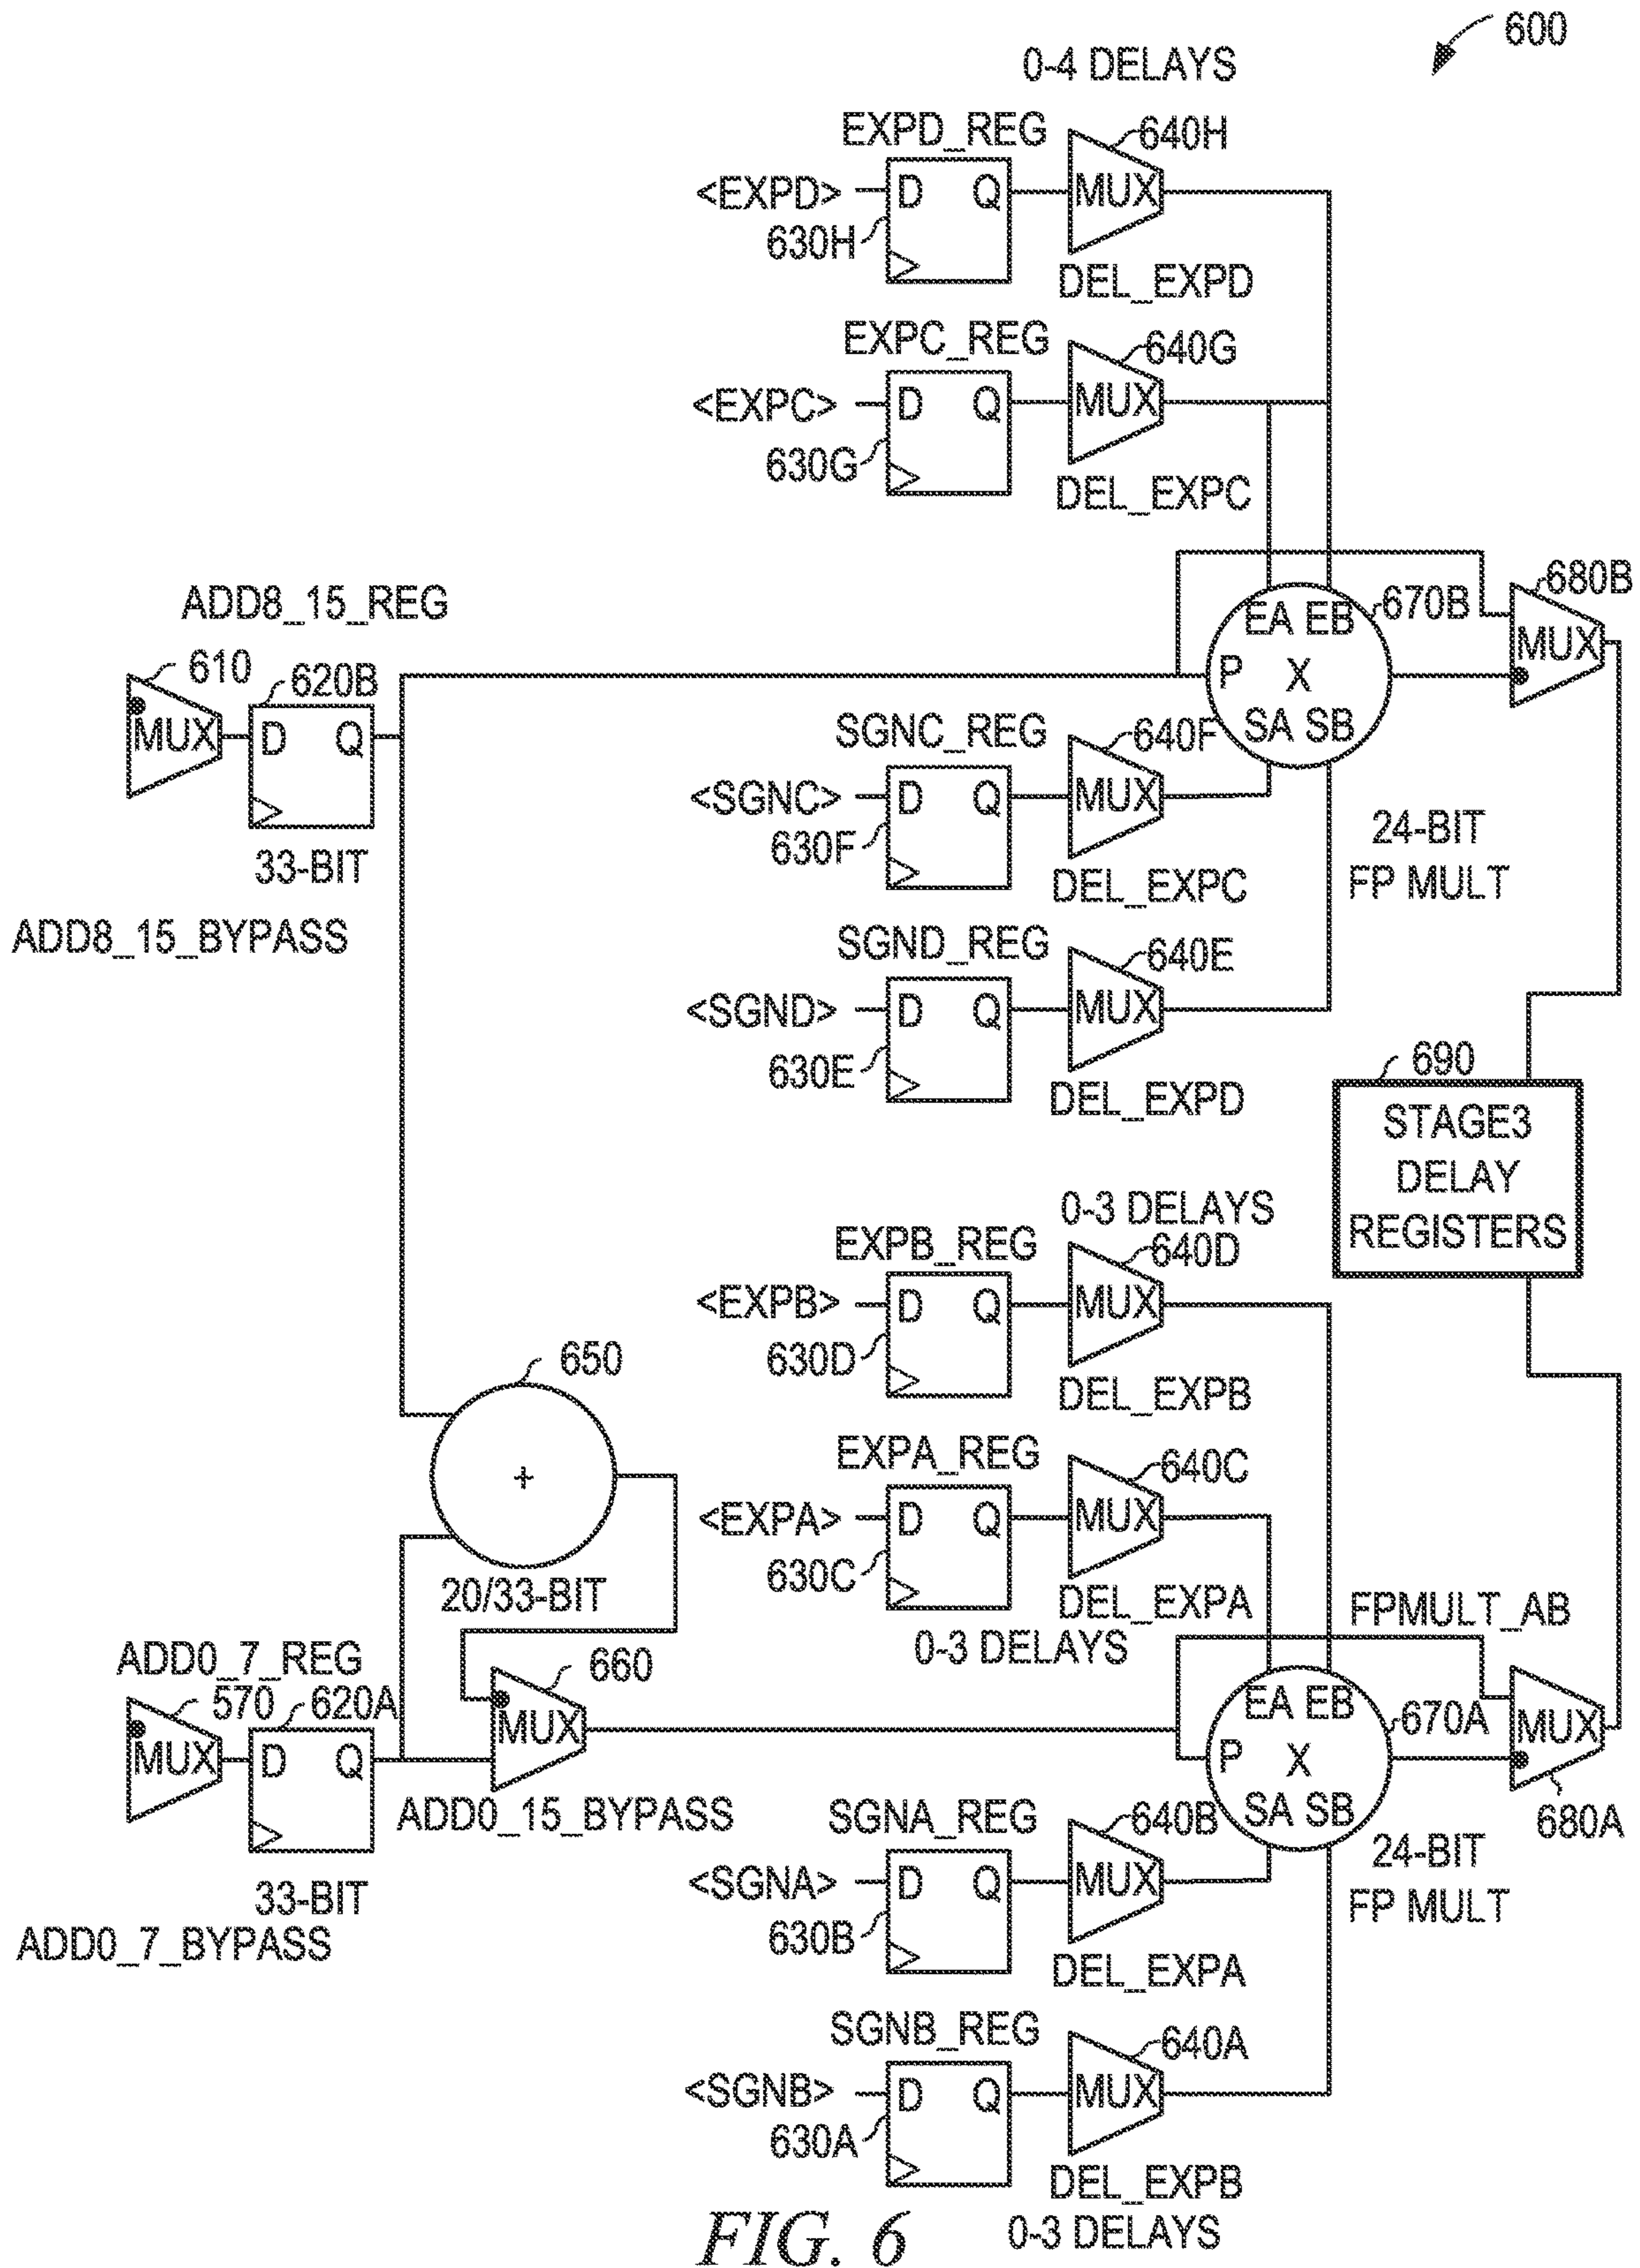 600
0-4 DELAYS
EXPD_REG
640H
<EXPD>
D Q
MUX
630H
DEL_EXPD
EXPC_REG
640G
<EXPC>
D Q
MUX
630G
DEL_EXPC
ADD8_15_REG
610
620B
MUX
D Q
33-BIT
ADD8_15_BYPASS
EA EB
670B
P X
SA SB
680B
MUX
SGNC_REG
640F
<SGNC>
D Q
MUX
630F
DEL_EXPC
24-BIT
FP MULT
SGND_REG
640E
<SGND>
D Q
MUX
630E
DEL_EXPD
690
STAGE3
DELAY
REGISTERS
0-3 DELAYS
EXPB_REG
640D
<EXPB>
D Q
MUX
630D
DEL_EXPB
650
+
20/33-BIT
EXPA_REG
640C
<EXPA>
D Q
MUX
630C
DEL_EXPA
0-3 DELAYS
FPMULT_AB
ADD0_7_REG
570
620A
MUX
D Q
33-BIT
ADD0_7_BYPASS
660
MUX
ADD0_15_BYPASS
EA EB
670A
P X
SA SB
MUX
680A
SGNA_REG
640B
<SGNA>
D Q
MUX
630B
DEL_EXPA
24-BIT
FP MULT
SGNB_REG
640A
<SGNB>
D Q
MUX
630A
DEL_EXPB
0-3 DELAYS
FIG. 6